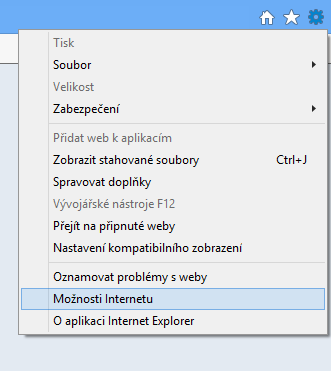 Tisk
Soubor
Velikost
Zabezpečení
Přidat web k aplikacím
Zobrazit stahované soubory Ctrl+J
Spravovat doplňky
Vývojářské nástroje F12
Přejít na připnuté weby
Nastavení kompatibilního zobrazení
Oznamovat problémy s weby
Možnosti Internetu
O aplikaci Internet Explorer